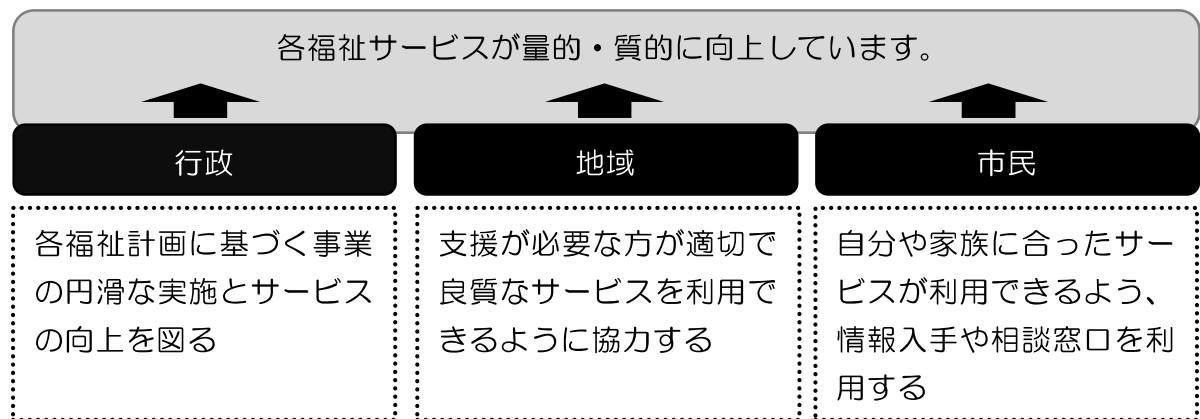 各福祉サービスが量的・質的に向上しています。
行政
地域
市民
各福祉計画に基づく事業
の円滑な実施とサービス
の向上を図る
支援が必要な方が適切で
良質なサービスを利用で
きるように協力する
自分や家族に合ったサー
ビスが利用できるよう、
情報入手や相談窓口を利
用する